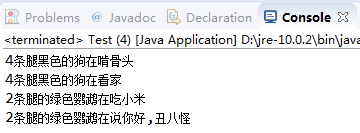 Problems @ Javadoc Declaration Console
<terminated> Test (4) [Java Application] D:\jre-10.0.2\bin\java
4条腿黑色的狗在啃骨头
4条腿黑色的狗在看家
2条腿的绿色鹦鹉在吃小米
2条腿的绿色鹦鹉在说你好,丑八怪